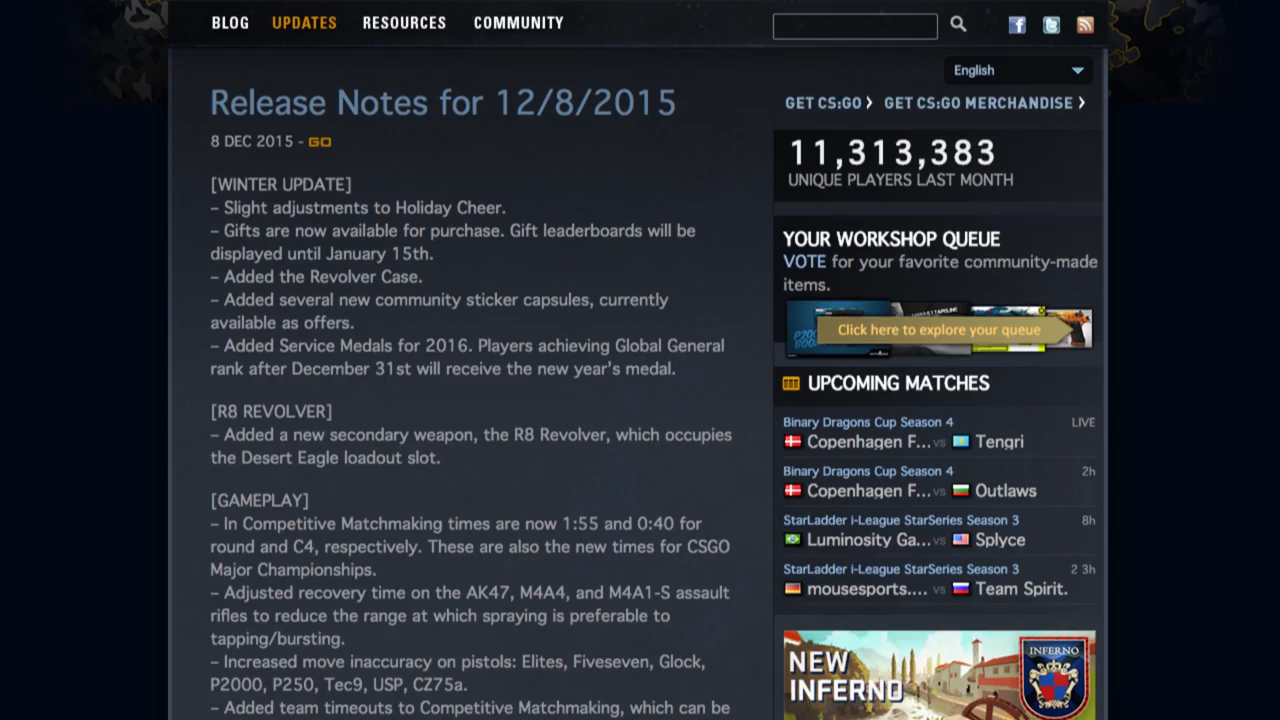 BLOG UPDATES RESOURCES COMMUNITY
English
Release Notes for 12/8/2015
8 DEC 2015 - GO
[WINTER UPDATE]
– Slight adjustments to Holiday Cheer.
– Gifts are now available for purchase. Gift leaderboards will be
displayed until January 15th.
– Added the Revolver Case.
– Added several new community sticker capsules, currently
available as offers.
– Added Service Medals for 2016. Players achieving Global General
rank after December 31st will receive the new year's medal.
[R8 REVOLVER]
– Added a new secondary weapon, the R8 Revolver, which occupies
the Desert Eagle loadout slot.
[GAMEPLAY]
– In Competitive Matchmaking times are now 1:55 and 0:40 for
round and C4, respectively. These are also the new times for CSGO
Major Championships.
– Adjusted recovery time on the AK47, M4A4, and M4A1-S assault
rifles to reduce the range at which spraying is preferable to
tapping/bursting.
– Increased move inaccuracy on pistols: Elites, Fiveseven, Glock,
P2000, P250, Tec9, USP, CZ75a.
– Added team timeouts to Competitive Matchmaking, which can be
GET CS:GO GET CS:GO MERCHANDISE
11,313,383
UNIQUE PLAYERS LAST MONTH
YOUR WORKSHOP QUEUE
VOTE for your favorite community-made
items.
Click here to explore your queue
UPCOMING MATCHES
Binary Dragons Cup Season 4 LIVE
Copenhagen F... vs Tengri
Binary Dragons Cup Season 4 2h
Copenhagen F... vs Outlaws
StarLadder i-League StarSeries Season 3 8h
Luminosity Ga... vs Splyce
StarLadder i-League StarSeries Season 3 2 3h
mousesports.... vs Team Spirit.
NEW
INFERNO
INFERNO